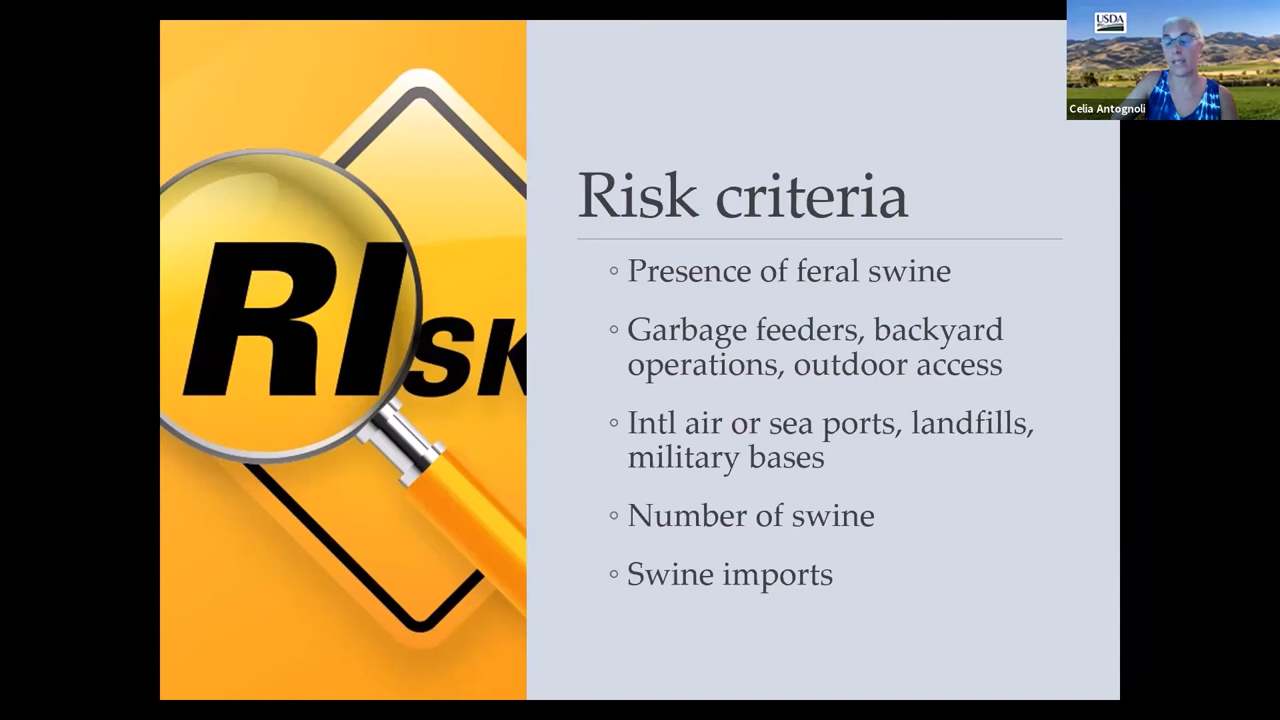 USDA
Celia Antognoli
RISK
Risk criteria
◦ Presence of feral swine
◦ Garbage feeders, backyard
operations, outdoor access
◦ Intl air or sea ports, landfills,
military bases
◦ Number of swine
◦ Swine imports